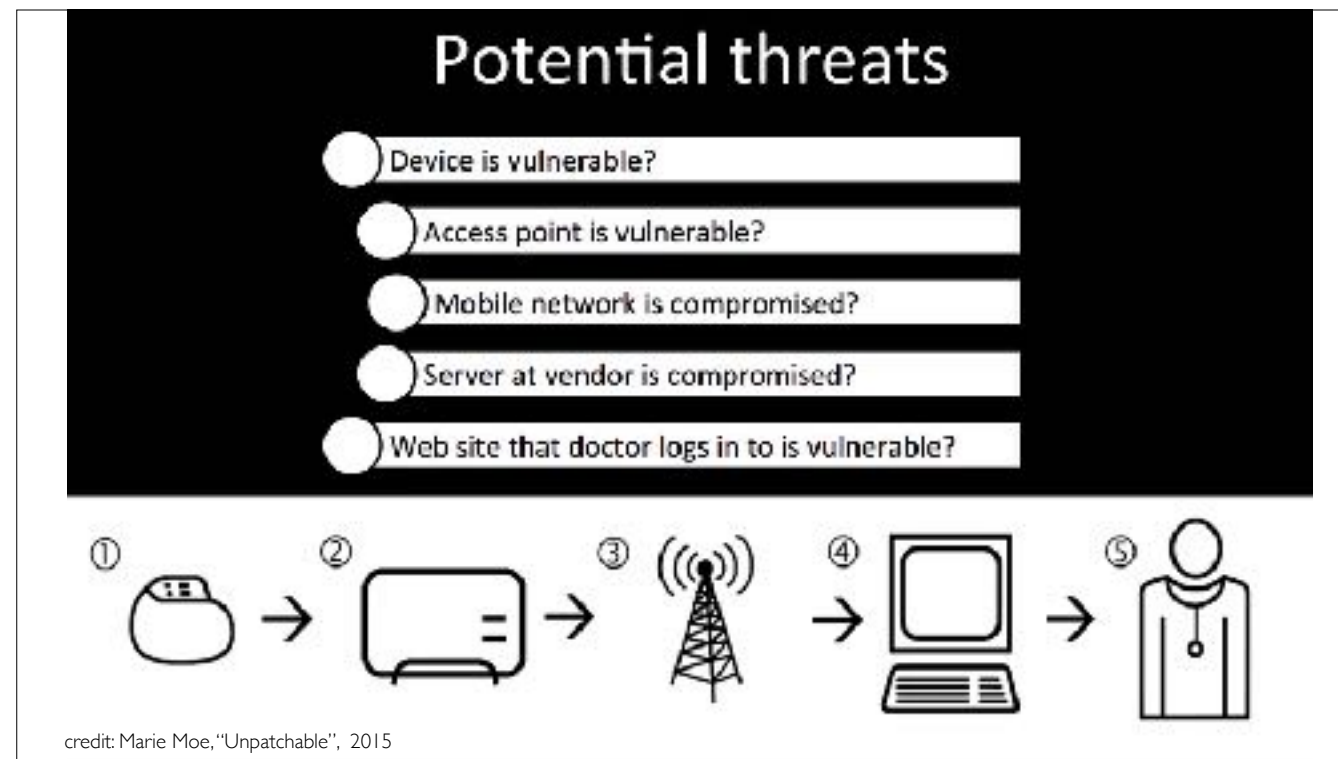 Potential threats
Device is vulnerable?
Access point is vulnerable?
Mobile network is compromised?
Server at vendor is compromised?
Web site that doctor logs in to is vulnerable?
① ② ③ ④ ⑤
credit: Marie Moe, “Unpatchable”, 2015